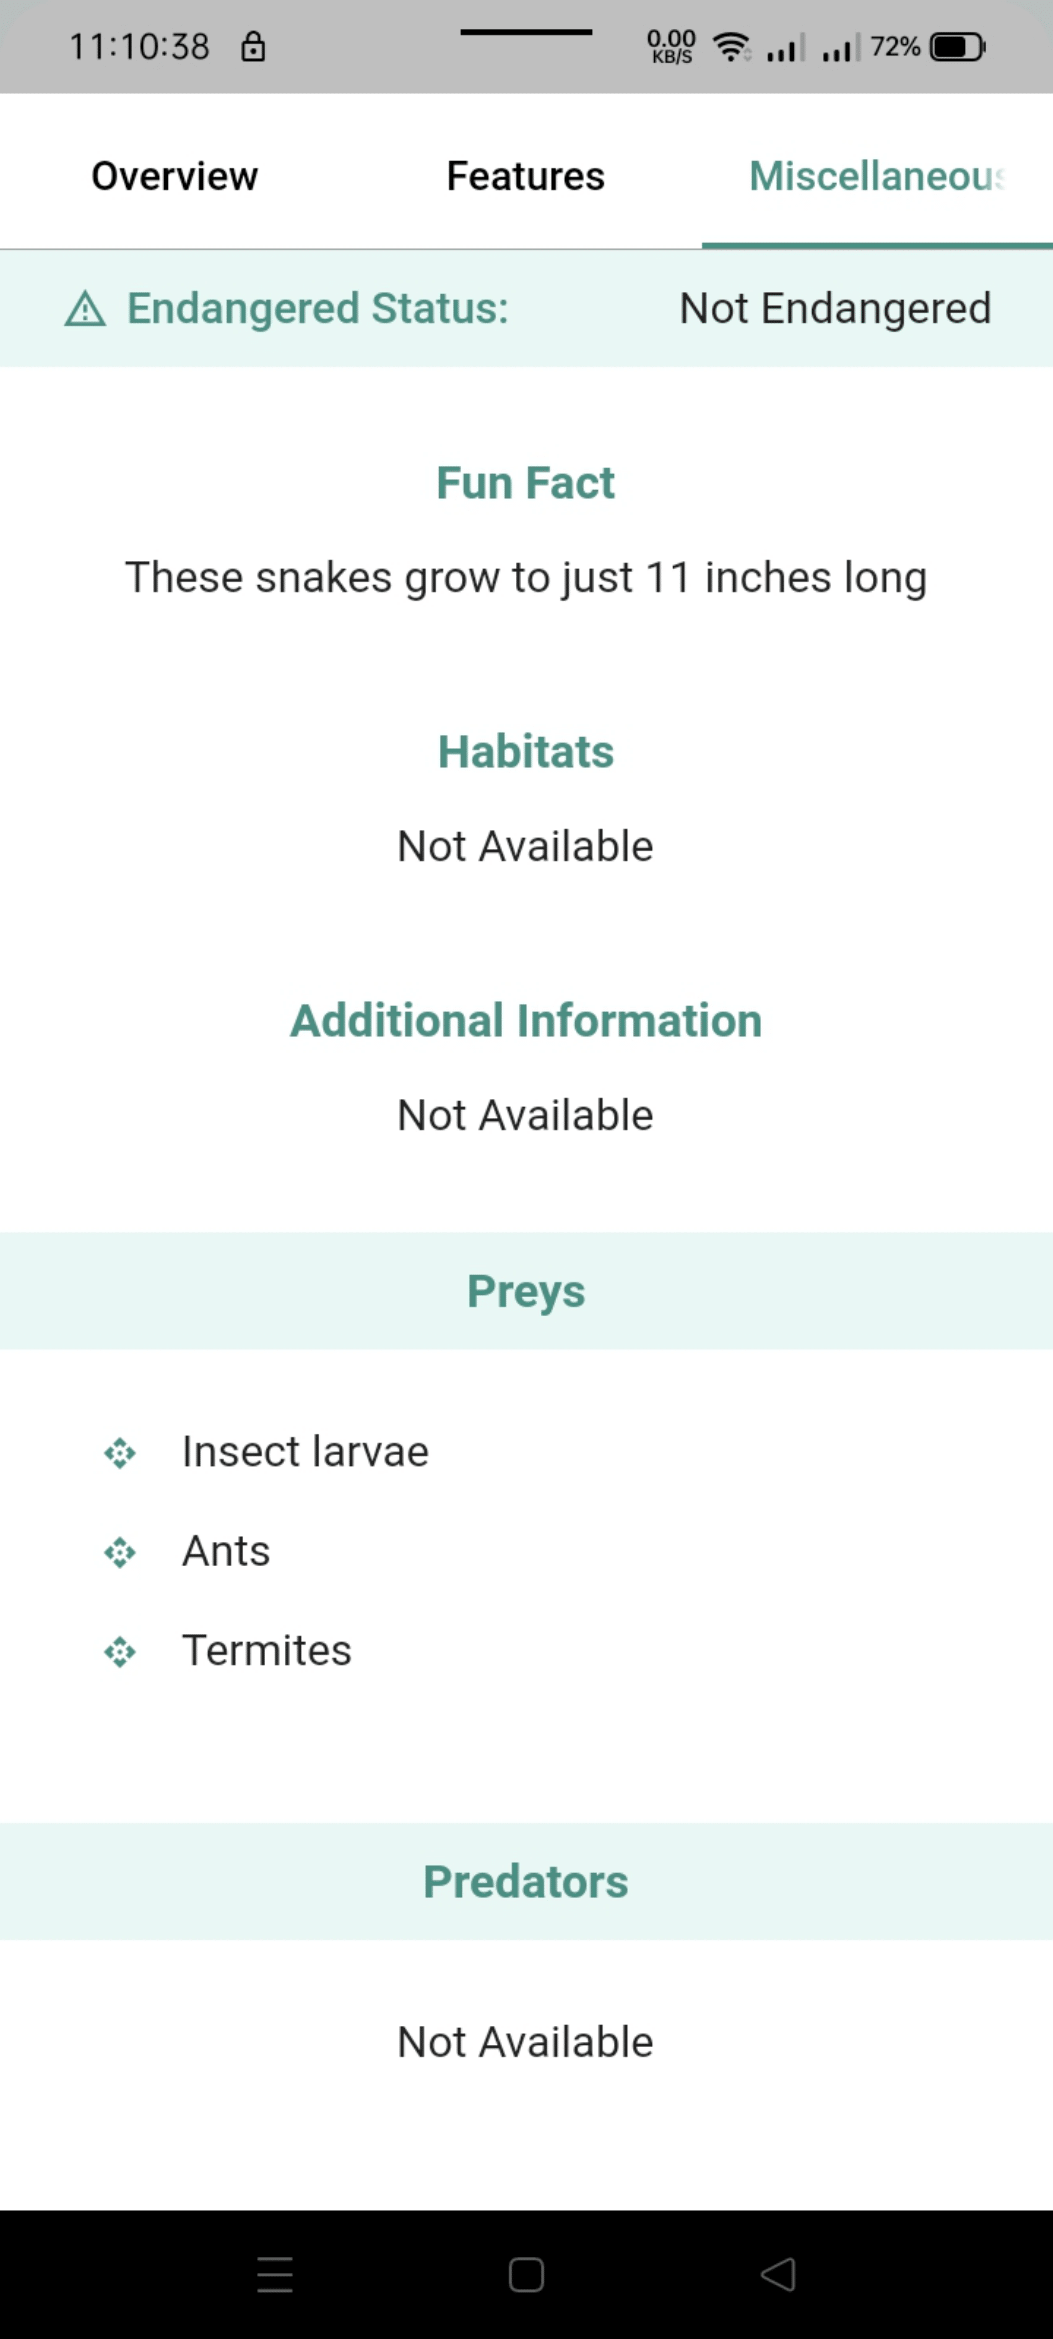 11:10:38
0.00
KB/S
72%
Overview
Features
Miscellaneous
Endangered Status:
Not Endangered
Fun Fact
These snakes grow to just 11 inches long
Habitats
Not Available
Additional Information
Not Available
Preys
Insect larvae
Ants
Termites
Predators
Not Available